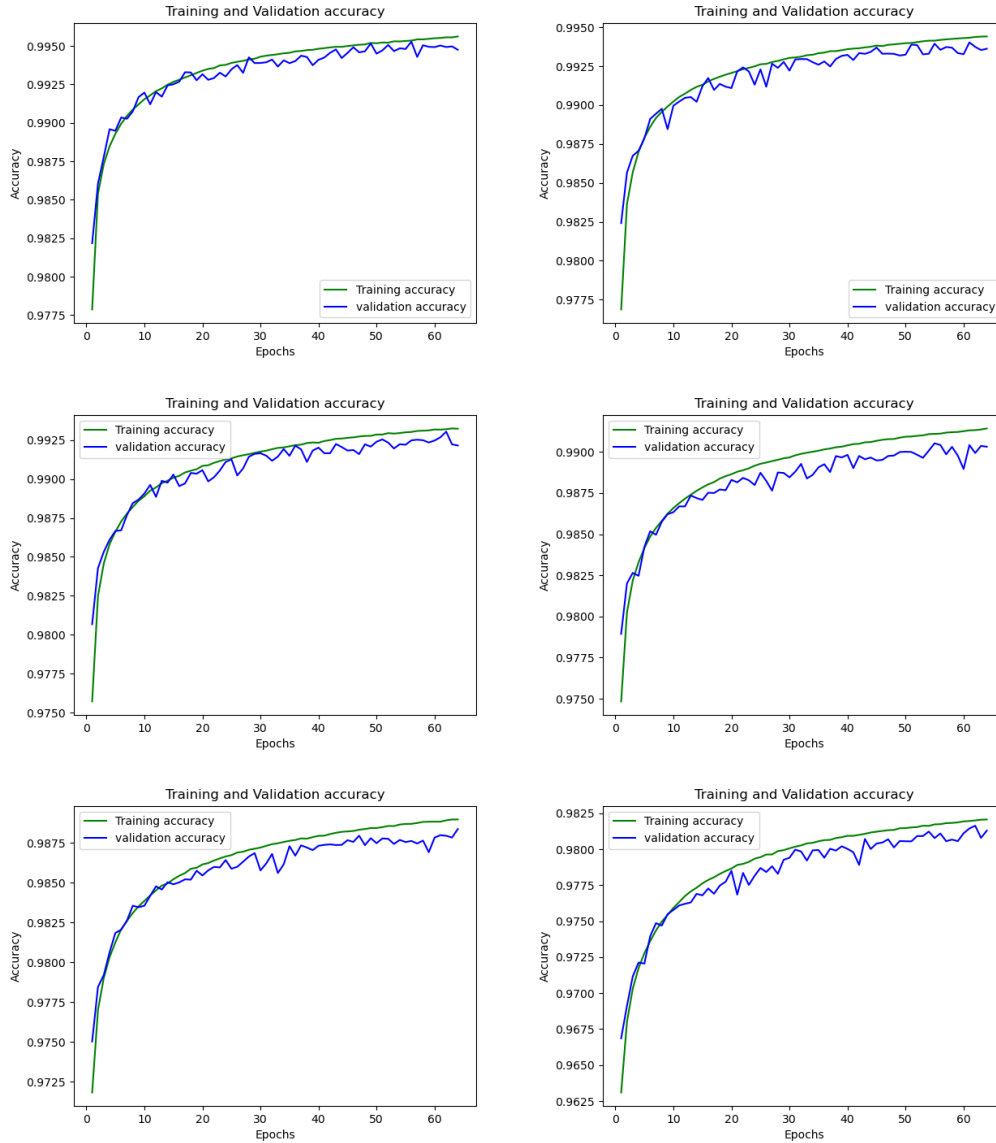 Training and Validation accuracy
Accuracy
0.9950
0.9925
0.9900
0.9875
0.9850
0.9825
0.9800
0.9775
Training accuracy
validation accuracy
0 10 20 30 40 50 60
Epochs
Training and Validation accuracy
Accuracy
0.9950
0.9925
0.9900
0.9875
0.9850
0.9825
0.9800
0.9775
Training accuracy
validation accuracy
0 10 20 30 40 50 60
Epochs
Training and Validation accuracy
Training accuracy
validation accuracy
Accuracy
0.9925
0.9900
0.9875
0.9850
0.9825
0.9800
0.9775
0.9750
0 10 20 30 40 50 60
Epochs
Training and Validation accuracy
Training accuracy
validation accuracy
Accuracy
0.9900
0.9875
0.9850
0.9825
0.9800
0.9775
0.9750
0 10 20 30 40 50 60
Epochs
Training and Validation accuracy
Training accuracy
validation accuracy
Accuracy
0.9875
0.9850
0.9825
0.9800
0.9775
0.9750
0.9725
0 10 20 30 40 50 60
Epochs
Training and Validation accuracy
Training accuracy
validation accuracy
Accuracy
0.9825
0.9800
0.9775
0.9750
0.9725
0.9700
0.9675
0.9650
0.9625
0 10 20 30 40 50 60
Epochs